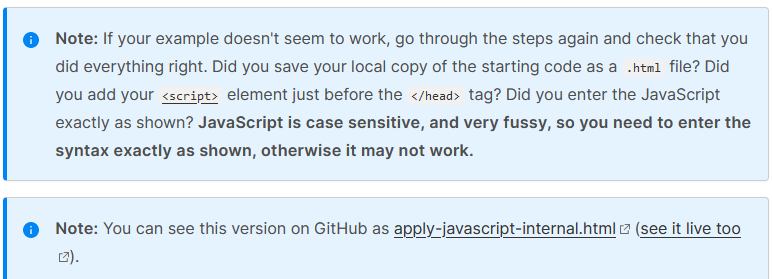 Note: If your example doesn't seem to work, go through the steps again and check that you
did everything right. Did you save your local copy of the starting code as a .html file? Did
you add your <script> element just before the </head> tag? Did you enter the JavaScript
exactly as shown? JavaScript is case sensitive, and very fussy, so you need to enter the
syntax exactly as shown, otherwise it may not work.
Note: You can see this version on GitHub as apply-javascript-internal.html (see it live too
).